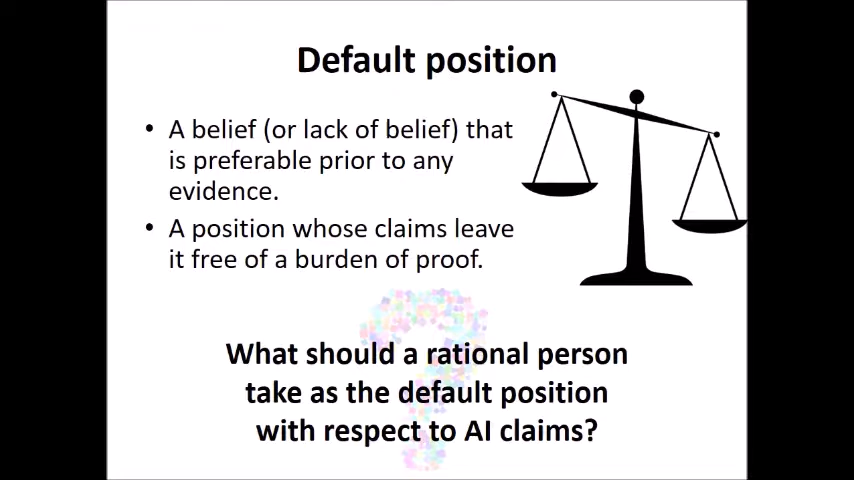 Default position
• A belief (or lack of belief) that
is preferable prior to any
evidence.
• A position whose claims leave
it free of a burden of proof.
What should a rational person
take as the default position
with respect to AI claims?